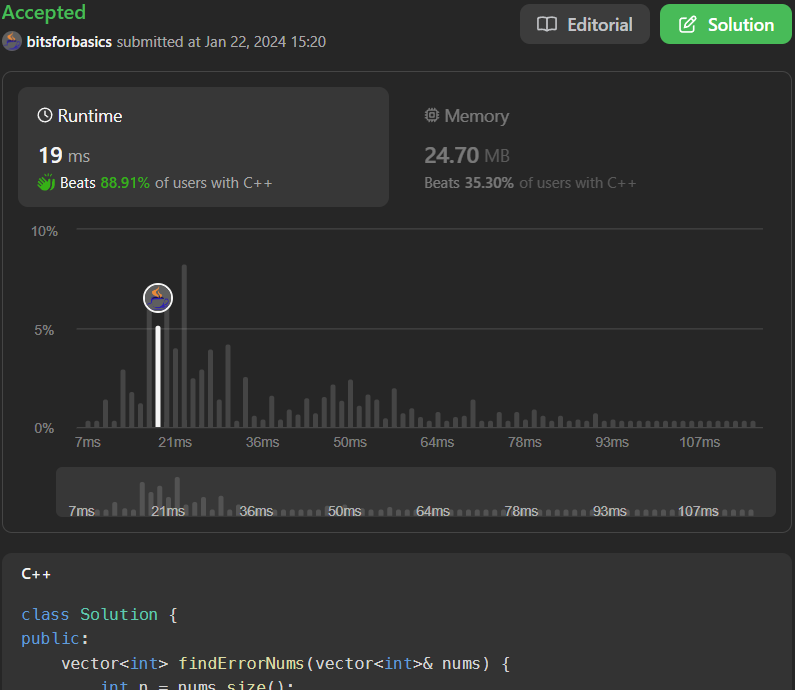 Accepted
Editorial
Solution
bitsforbasics submitted at Jan 22, 2024 15:20
Runtime
Memory
19 ms
24.70 MB
Beats 88.91% of users with C++
Beats 35.30% of users with C++
10%
5%
0%
7ms 21ms 36ms 50ms 64ms 78ms 93ms 107ms
7ms 21ms 36ms 50ms 64ms 78ms 93ms 107ms
C++
class Solution {
public:
vector<int> findErrorNums(vector<int>& nums) {
int n = nums.size();